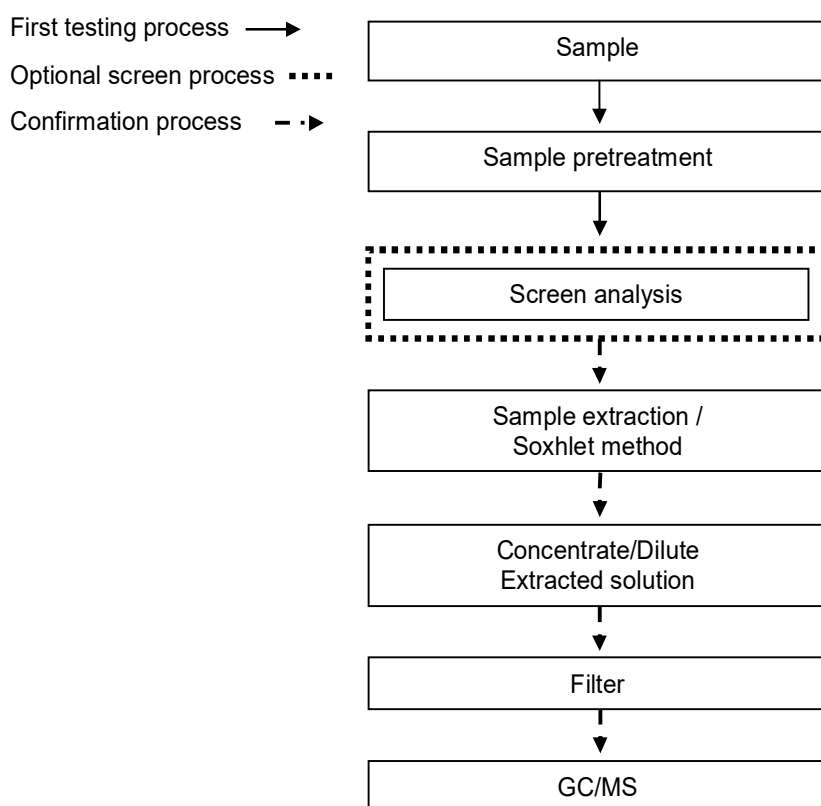 First testing process
Optional screen process
Confirmation process
Sample
Sample pretreatment
Screen analysis
Sample extraction /
Soxhlet method
Concentrate/Dilute
Extracted solution
Filter
GC/MS